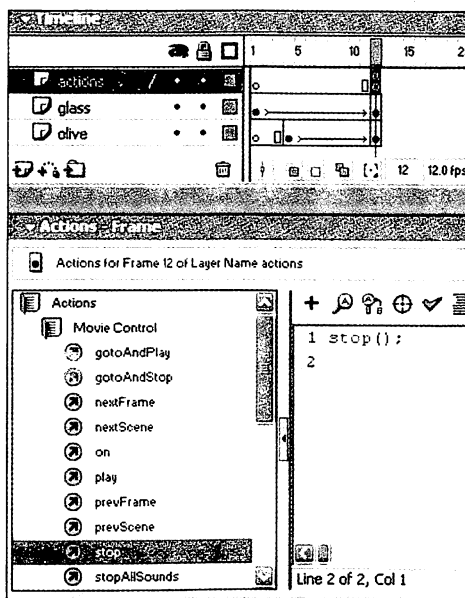 Timeline
1 5 10 15 2
actions
glass
olive
12 12.0 fps
Actions - Frame
Actions for Frame 12 of Layer Name actions
Actions
Movie Control
gotoAndPlay
gotoAndStop
nextFrame
nextScene
on
play
prevFrame
prevScene
stop
stopAllSounds
1 stop();
2
Line 2 of 2, Col 1